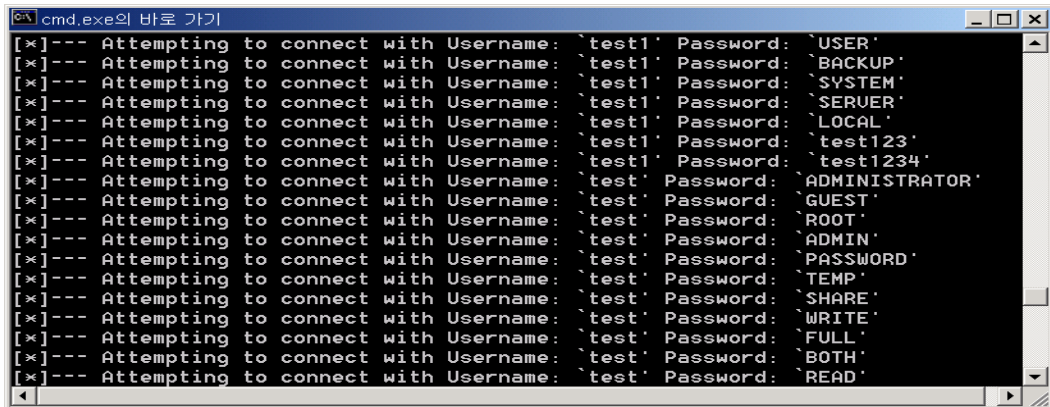 cmd.exe의 바로 가기
[*]--- Attempting to connect with Username: `test1' Password: `USER'
[*]--- Attempting to connect with Username: `test1' Password: `BACKUP'
[*]--- Attempting to connect with Username: `test1' Password: `SYSTEM'
[*]--- Attempting to connect with Username: `test1' Password: `SERVER'
[*]--- Attempting to connect with Username: `test1' Password: `LOCAL'
[*]--- Attempting to connect with Username: `test1' Password: `test123'
[*]--- Attempting to connect with Username: `test1' Password: `test1234'
[*]--- Attempting to connect with Username: `test' Password: `ADMINISTRATOR'
[*]--- Attempting to connect with Username: `test' Password: `GUEST'
[*]--- Attempting to connect with Username: `test' Password: `ROOT'
[*]--- Attempting to connect with Username: `test' Password: `ADMIN'
[*]--- Attempting to connect with Username: `test' Password: `PASSWORD'
[*]--- Attempting to connect with Username: `test' Password: `TEMP'
[*]--- Attempting to connect with Username: `test' Password: `SHARE'
[*]--- Attempting to connect with Username: `test' Password: `WRITE'
[*]--- Attempting to connect with Username: `test' Password: `FULL'
[*]--- Attempting to connect with Username: `test' Password: `BOTH'
[*]--- Attempting to connect with Username: `test' Password: `READ'